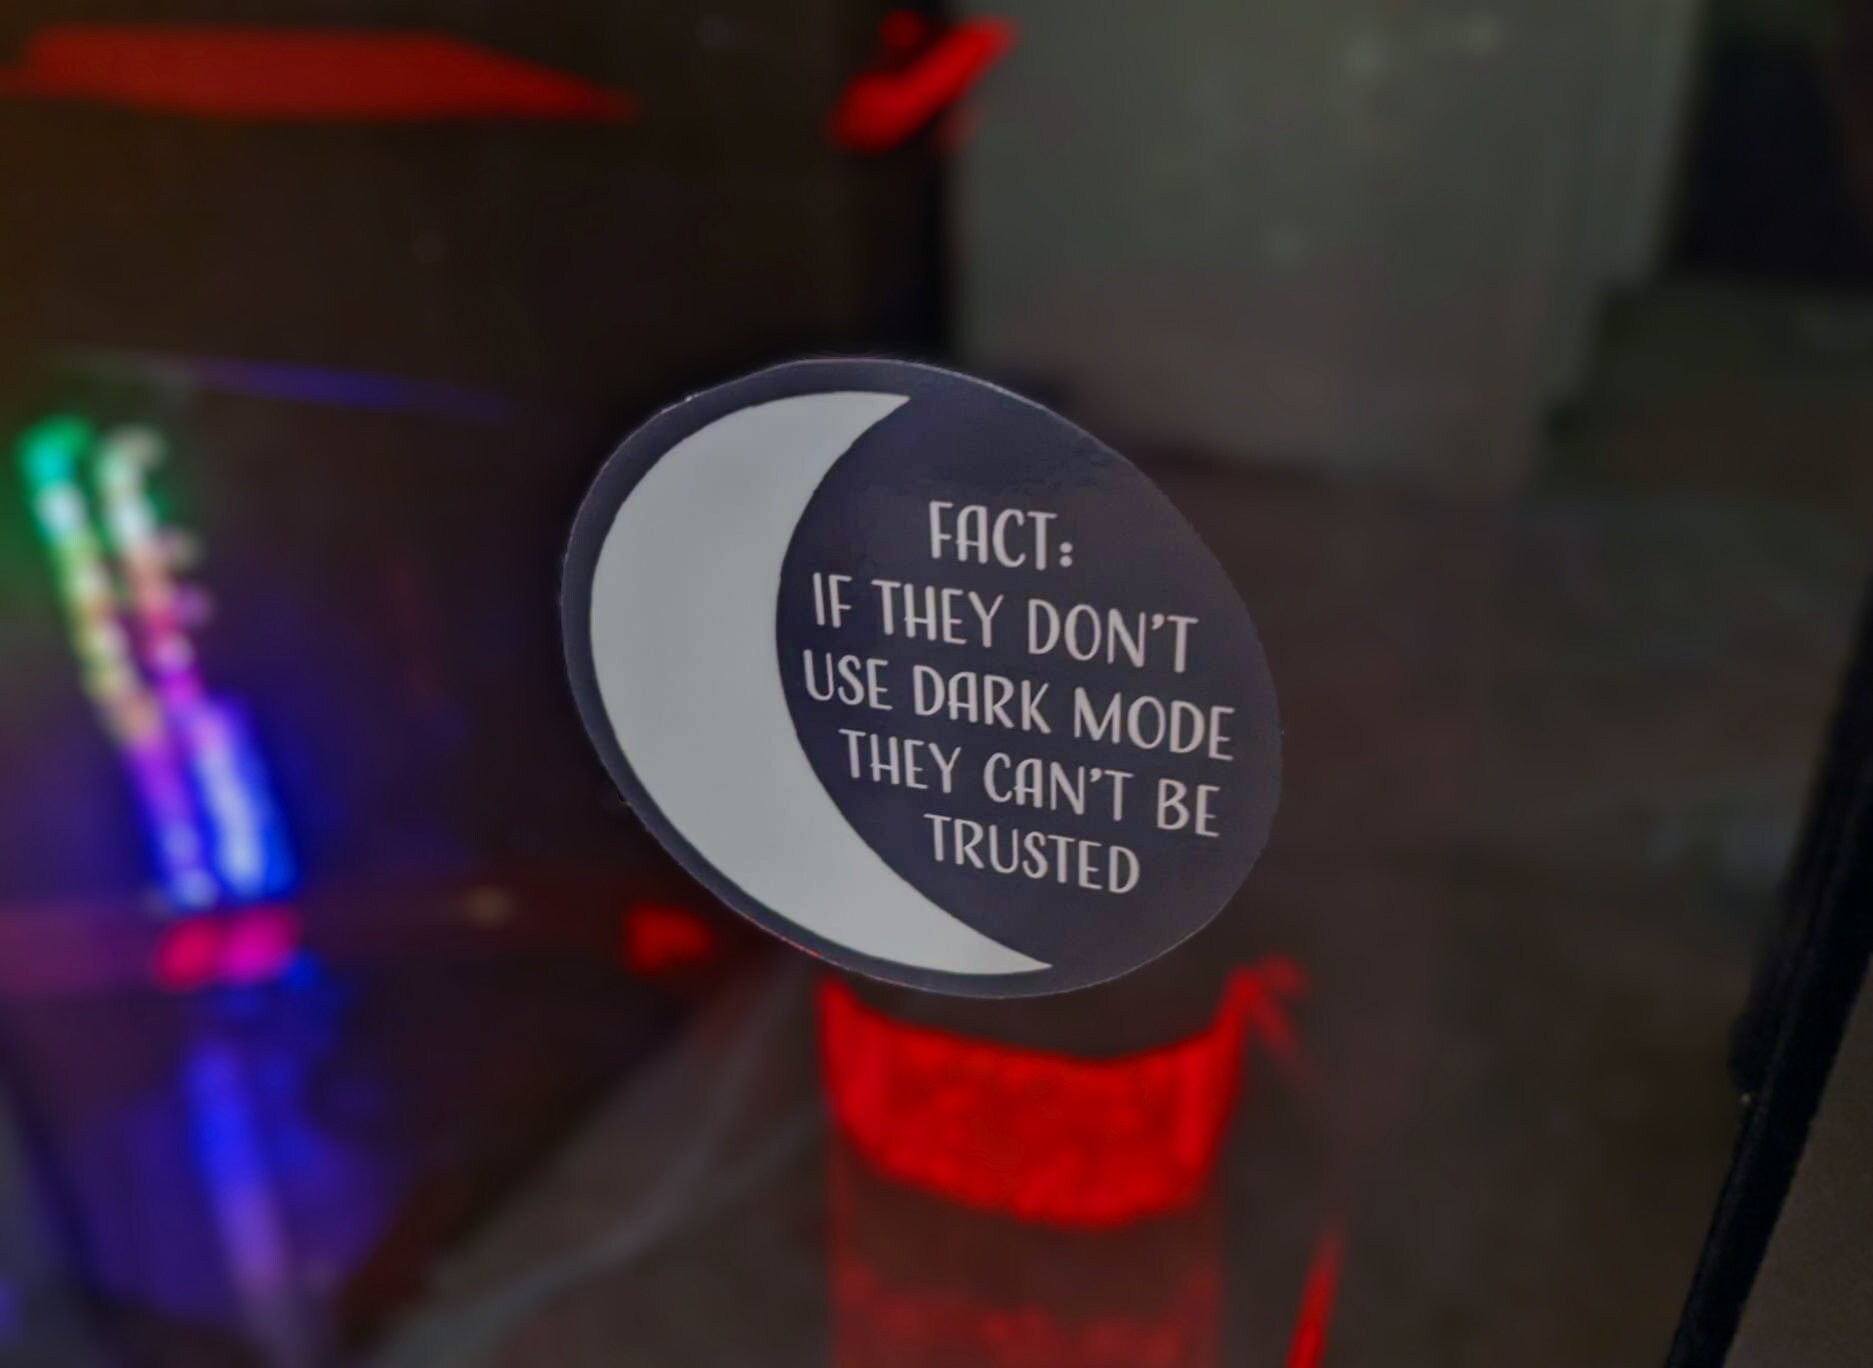 FACT:
IF THEY DON'T
USE DARK MODE
THEY CAN'T BE
TRUSTED